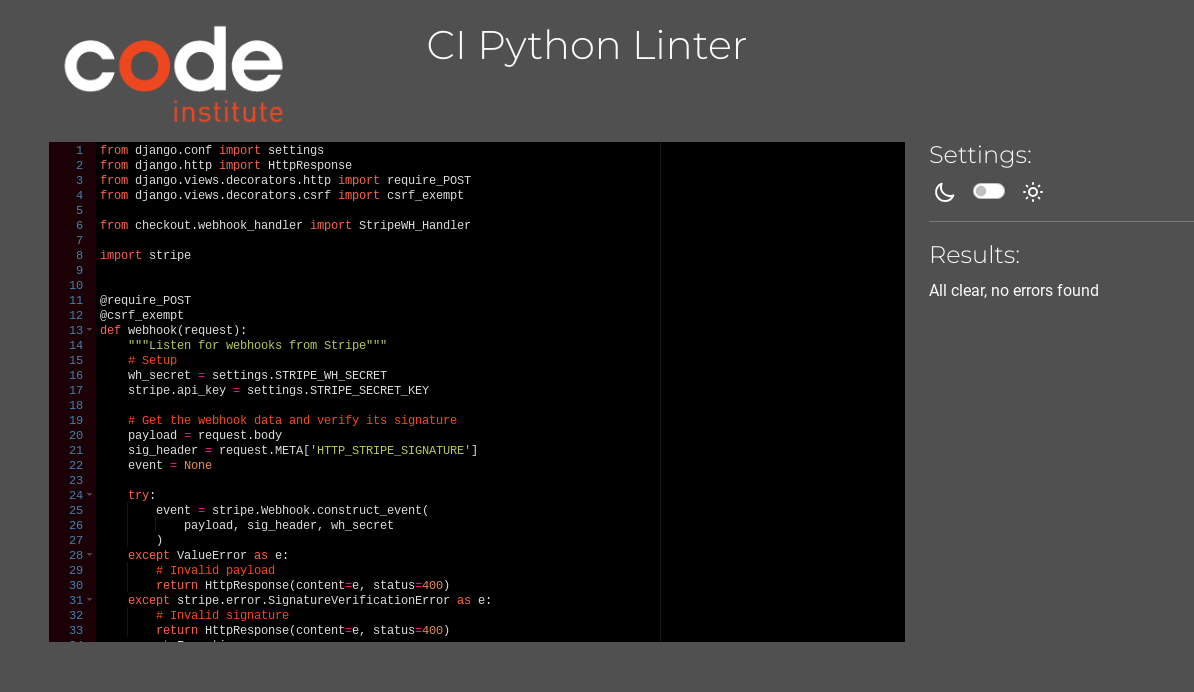 code
institute
CI Python Linter
1 from django.conf import settings
2 from django.http import HttpResponse
3 from django.views.decorators.http import require_POST
4 from django.views.decorators.csrf import csrf_exempt
5
6 from checkout.webhook_handler import StripeWH_Handler
7
8 import stripe
9
10
11 @require_POST
12 @csrf_exempt
13 def webhook(request):
14     """Listen for webhooks from Stripe"""
15     # Setup
16     wh_secret = settings.STRIPE_WH_SECRET
17     stripe.api_key = settings.STRIPE_SECRET_KEY
18
19     # Get the webhook data and verify its signature
20     payload = request.body
21     sig_header = request.META['HTTP_STRIPE_SIGNATURE']
22     event = None
23
24     try:
25         event = stripe.Webhook.construct_event(
26             payload, sig_header, wh_secret
27         )
28     except ValueError as e:
29         # Invalid payload
30         return HttpResponse(content=e, status=400)
31     except stripe.error.SignatureVerificationError as e:
32         # Invalid signature
33         return HttpResponse(content=e, status=400)
Settings:
Results:
All clear, no errors found